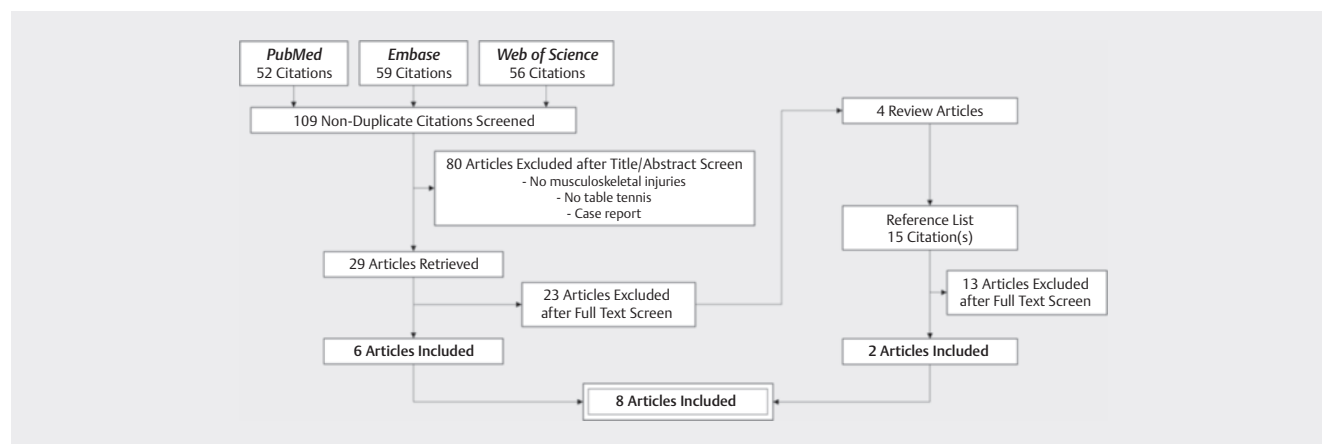 PubMed
52 Citations
Embase
59 Citations
Web of Science
56 Citations
109 Non-Duplicate Citations Screened
80 Articles Excluded after Title/Abstract Screen
- No musculoskeletal injuries
- No table tennis
- Case report
29 Articles Retrieved
23 Articles Excluded
after Full Text Screen
6 Articles Included
4 Review Articles
Reference List
15 Citation(s)
13 Articles Excluded
after Full Text Screen
2 Articles Included
8 Articles Included